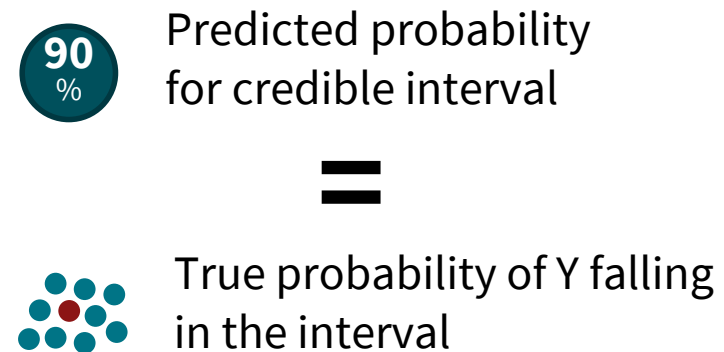 90
%
Predicted probability
for credible interval
=
True probability of Y falling
in the interval